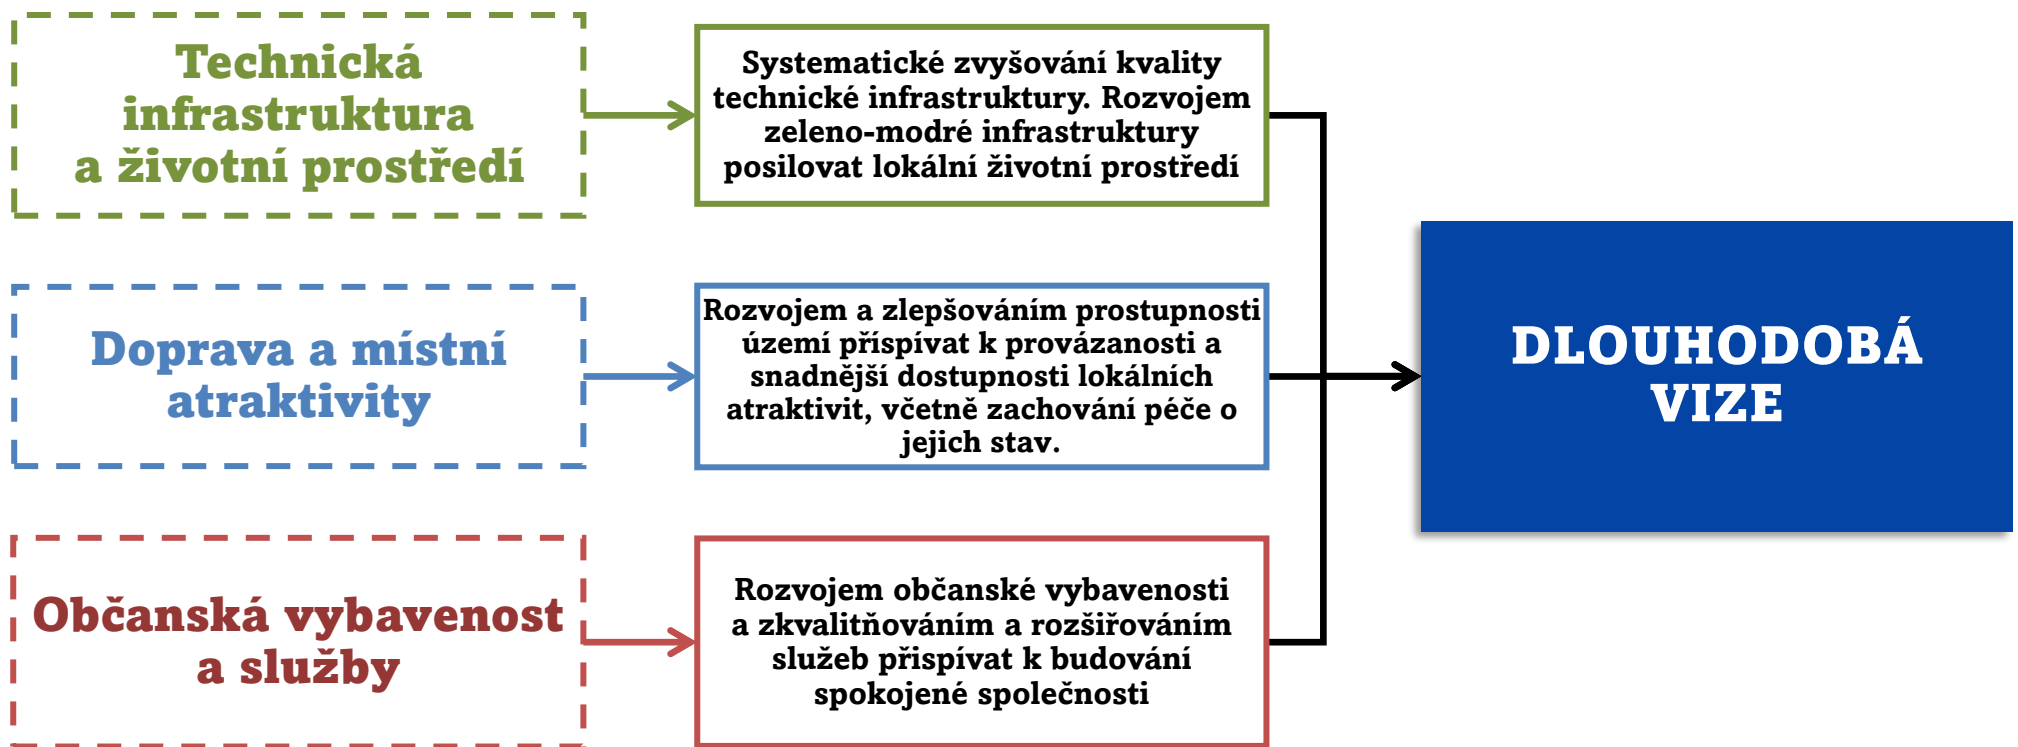 Technická
infrastruktura
a životní prostředí
Systematické zvyšování kvality
technické infrastruktury. Rozvojem
zeleno-modré infrastruktury
posilovat lokální životní prostředí
Doprava a místní
atraktivity
Rozvojem a zlepšováním prostupnosti
území příspívat k provázanosti a
snadnější dostupnosti lokálních
atraktivit, včetně zachování péče o
jejich stav.
Občanská vybavenost
a služby
Rozvojem občanské vybavenosti
a zkvalitňováním a rozšiřováním
služeb přispívat k budování
spokojené společnosti
DLOUHODOBÁ
VIZE